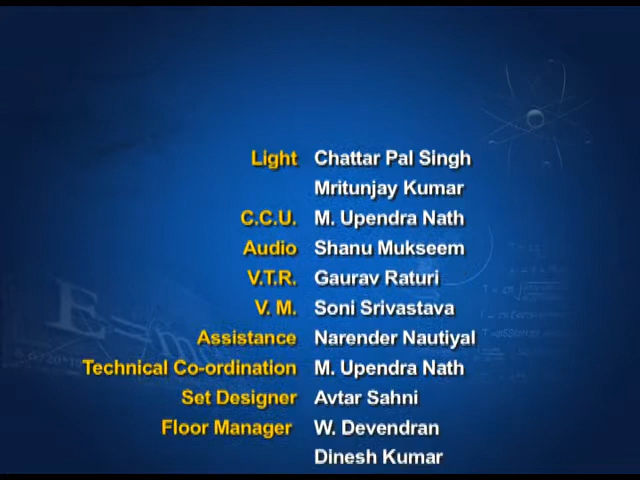 Light Chattar Pal Singh
Mritunjay Kumar
C.C.U. M. Upendra Nath
Audio Shanu Mukseem
V.T.R. Gaurav Raturi
V. M. Soni Srivastava
Assistance Narender Nautiyal
Technical Co-ordination M. Upendra Nath
Set Designer Avtar Sahni
Floor Manager W. Devendran
Dinesh Kumar